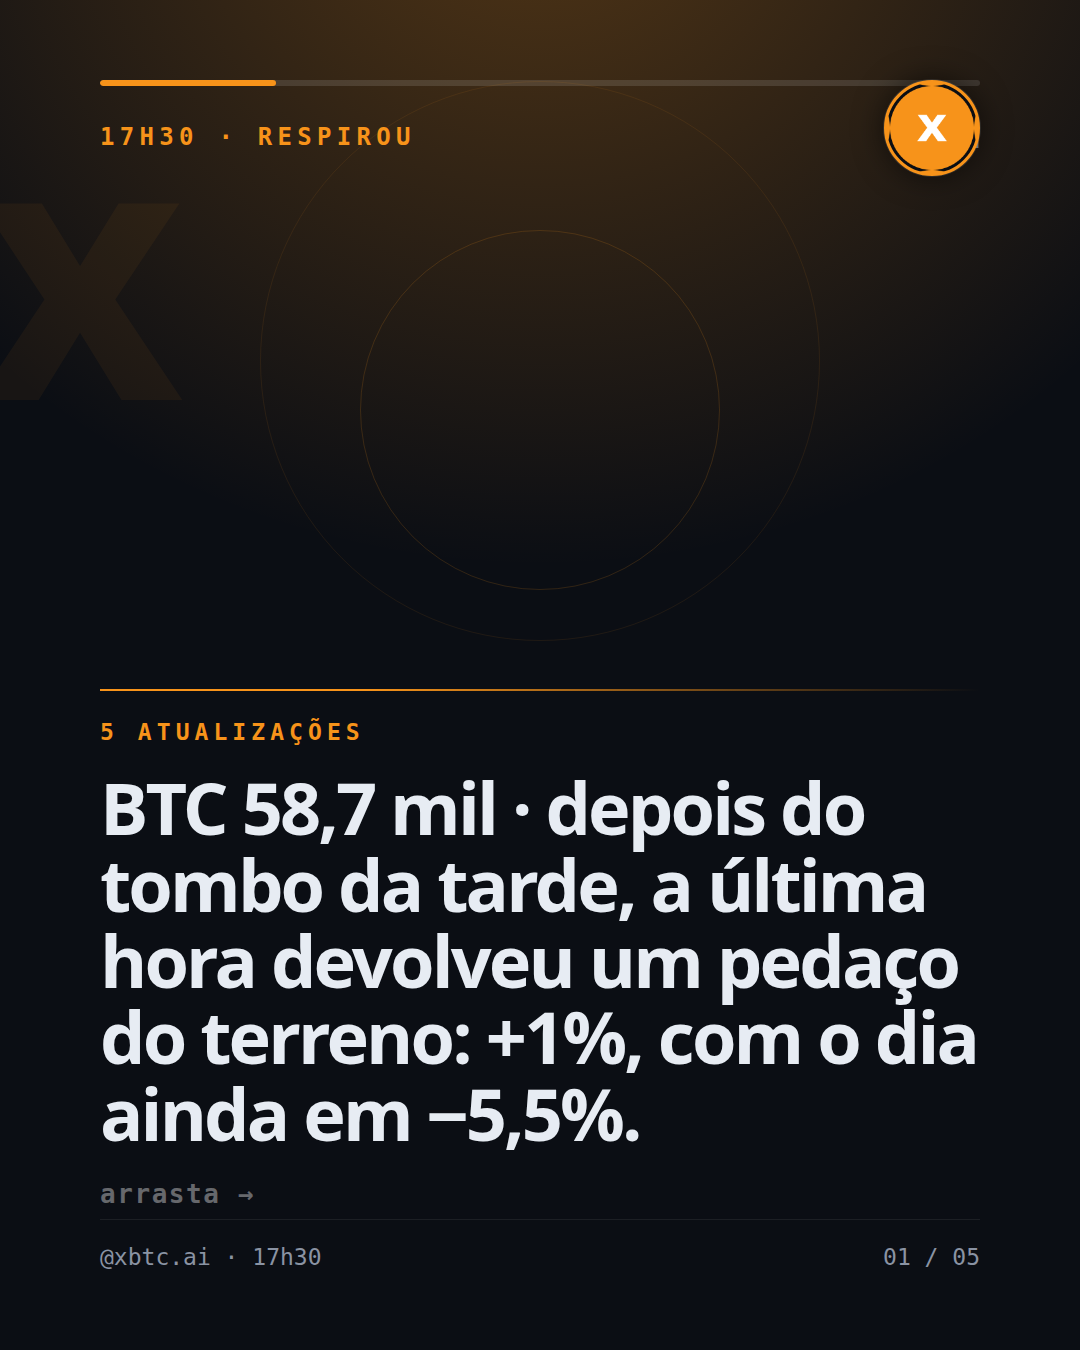 17H30 · RESPIROU
X
X
5 ATUALIZAÇÕES
BTC 58,7 mil · depois do
tombo da tarde, a última
hora devolveu um pedaço
do terreno: +1%, com o dia
ainda em −5,5%.
arrasta →
@xbtc.ai · 17h30
01 / 05